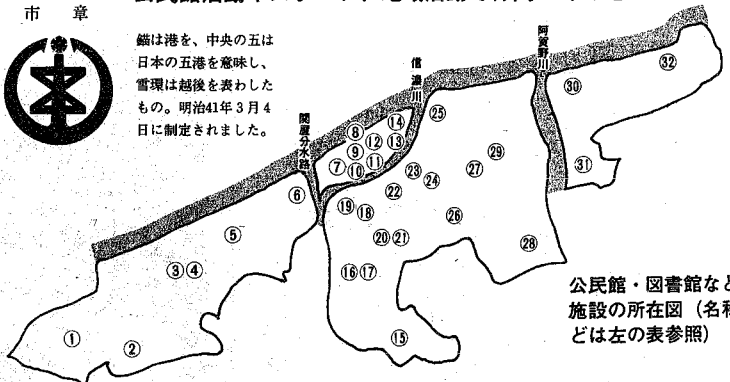 市章
錨は港を、中央の五は
日本の五港を意味し、
雪環は越後を表わした
もの。明治41年3月4
日に制定されました。
関屋分水路
信濃川
阿賀野川
①
②
③④
⑤
⑥
⑦
⑧
⑨
⑩
⑪
⑫
⑬
⑭
⑮
⑯⑰
⑱
⑲
⑳㉑
㉒
㉓
㉔
㉕
㉖
㉗
㉘
㉙
㉚
㉛
㉜
公民館・図書館など
施設の所在図（名称
どは左の表参照）